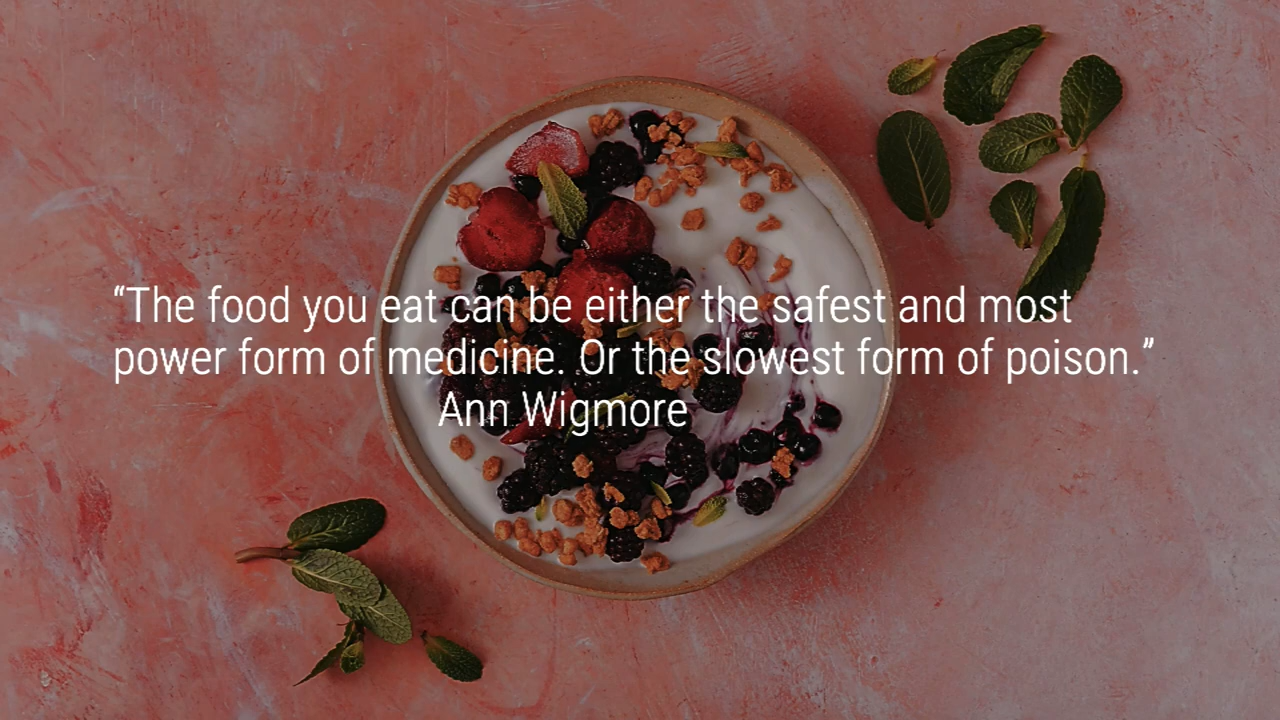 “The food you eat can be either the safest and most
power form of medicine. Or the slowest form of poison.”
Ann Wigmore